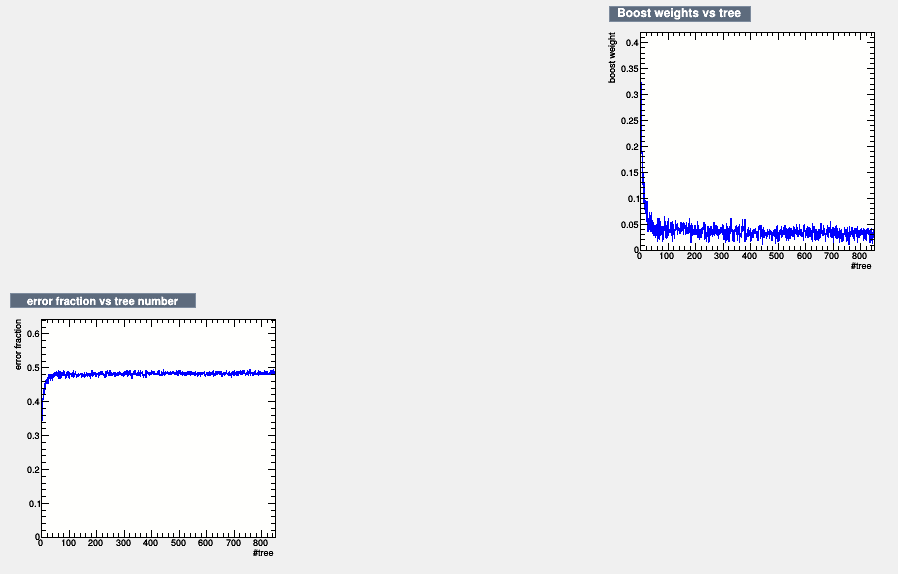 Boost weights vs tree
boost weight
0.4
0.35
0.3
0.25
0.2
0.15
0.1
0.05
0
0 100 200 300 400 500 600 700 800
#tree
error fraction vs tree number
error fraction
0.6
0.5
0.4
0.3
0.2
0.1
0
0 100 200 300 400 500 600 700 800
#tree